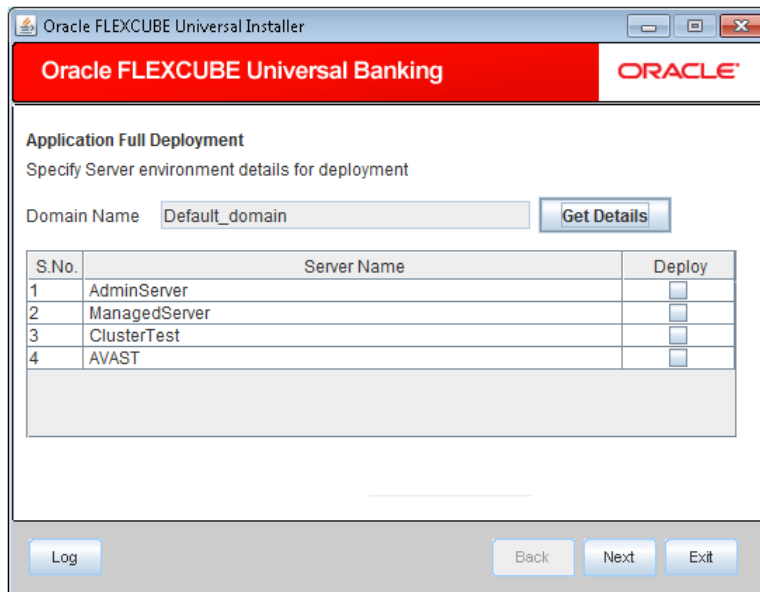 Oracle FLEXCUBE Universal Installer
Oracle FLEXCUBE Universal Banking
ORACLE
Application Full Deployment
Specify Server environment details for deployment
Domain Name Default_domain Get Details
S.No. Server Name Deploy
1 AdminServer
2 ManagedServer
3 ClusterTest
4 AVAST
Log Back Next Exit